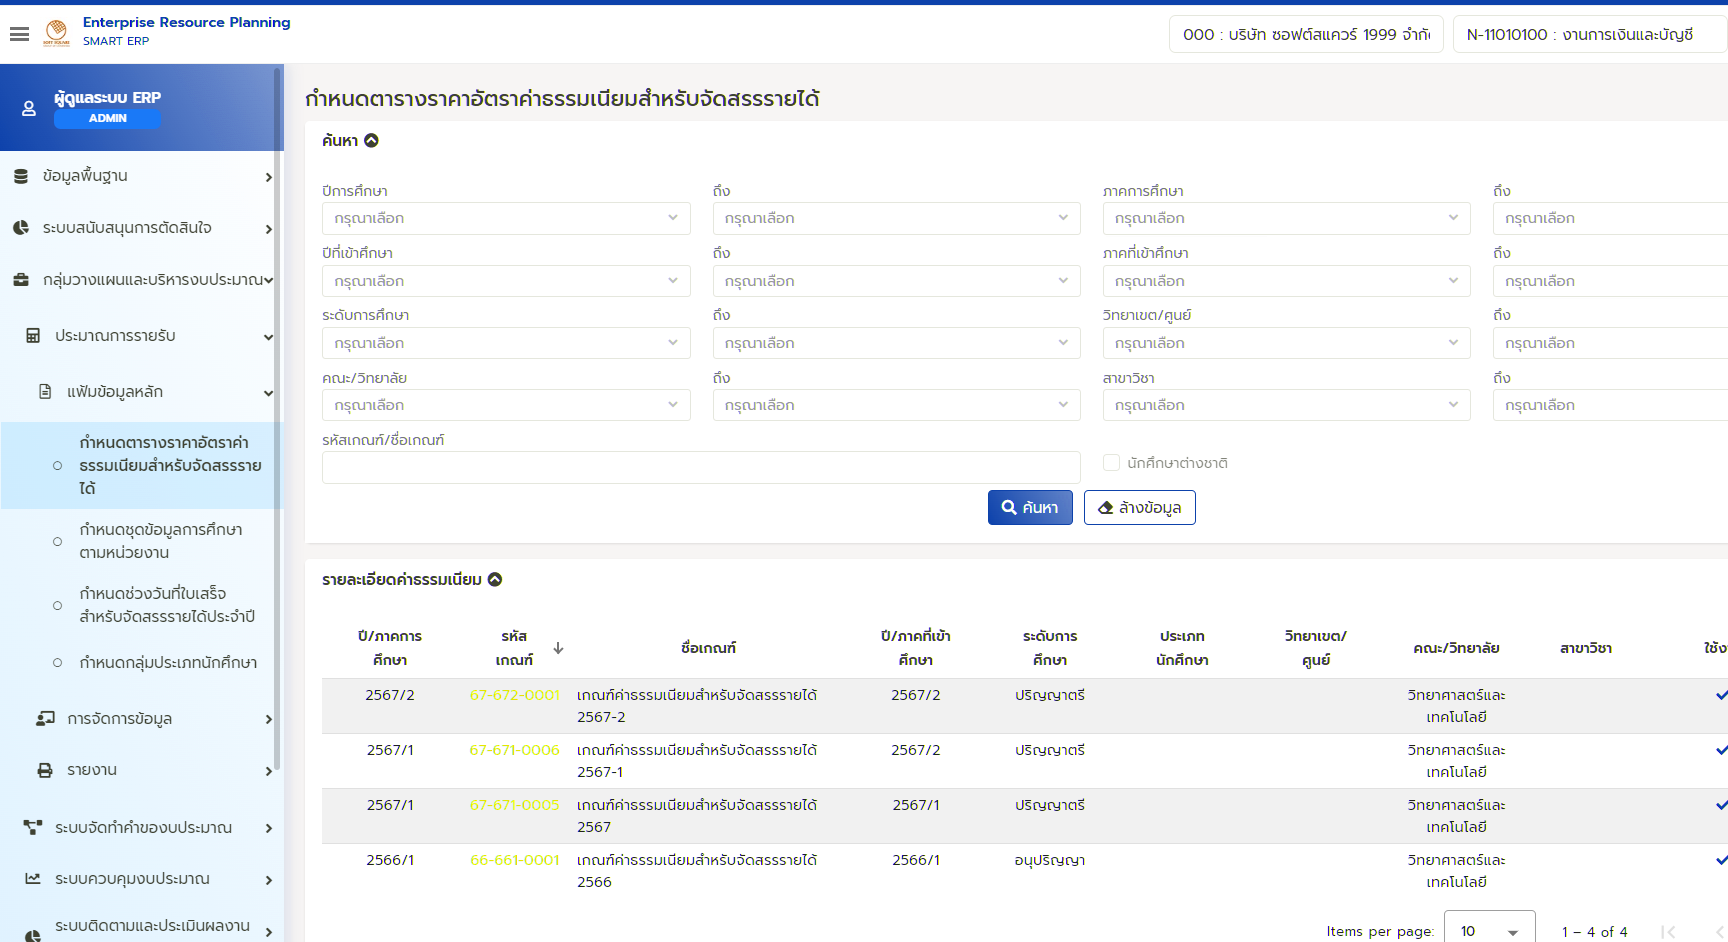 Enterprise Resource Planning
SMART ERP
N-11010100 : งานการเงินและบัญชี
000 : บริษัท ซอฟต์สแควร์ 1999
ผู้ดูแลระบบ ERP
ADMIN
ข้อมูลพื้นฐาน
ระบบสนับสนุนการตัดสินใจ
กลุ่มวางแผนและบริหารงบประมาณ
ประมาณการรายรับ
แฟ้มข้อมูลหลัก
กำหนดตารางราคาอัตราค่า
ธรรมเนียมสำหรับจัดสรรราย
ได้
กำหนดชุดข้อมูลการศึกษา
ตามหน่วยงาน
กำหนดช่วงวันที่ใบเสร็จ
สำหรับจัดสรรรายได้ประจำปี
กำหนดกลุ่มประเภทนักศึกษา
การจัดการข้อมูล
รายงาน
ระบบจัดทำคำของบประมาณ
ระบบควบคุมงบประมาณ
ระบบติดตามและประเมินผลงาน
กำหนดตารางราคาอัตราค่าธรรมเนียมสำหรับจัดสรรรายได้
ค้นหา
ปีการศึกษา ถึง ภาคการศึกษา ถึง
กรุณาเลือก กรุณาเลือก กรุณาเลือก กรุณาเลือก
ปีที่เข้าศึกษา ถึง ภาคที่เข้าศึกษา ถึง
กรุณาเลือก กรุณาเลือก กรุณาเลือก กรุณาเลือก
ระดับการศึกษา ถึง วิทยาเขต/ศูนย์ ถึง
กรุณาเลือก กรุณาเลือก กรุณาเลือก กรุณาเลือก
คณะ/วิทยาลัย ถึง สาขาวิชา ถึง
กรุณาเลือก กรุณาเลือก กรุณาเลือก กรุณาเลือก
รหัสเกณฑ์/ชื่อเกณฑ์
นักศึกษาต่างชาติ
ค้นหา ล้างข้อมูล
รายละเอียดค่าธรรมเนียม
ปี/ภาคการ รหัส ปี/ภาคที่เข้า ระดับการ ประเภท วิทยาเขต/
ชื่อเกณฑ์ คณะ/วิทยาลัย สาขาวิชา
ศึกษา เกณฑ์ ศึกษา ศึกษา นักศึกษา ศูนย์
2567/2 67-672-0001 เกณฑ์ค่าธรรมเนียมสำหรับจัดสรรรายได้ 2567/2 ปริญญาตรี วิทยาศาสตร์และ
2567-2 เทคโนโลยี
2567/1 67-671-0006 เกณฑ์ค่าธรรมเนียมสำหรับจัดสรรรายได้ 2567/2 ปริญญาตรี วิทยาศาสตร์และ
2567-1 เทคโนโลยี
2567/1 67-671-0005 เกณฑ์ค่าธรรมเนียมสำหรับจัดสรรรายได้ 2567/1 ปริญญาตรี วิทยาศาสตร์และ
2567 เทคโนโลยี
2566/1 66-661-0001 เกณฑ์ค่าธรรมเนียมสำหรับจัดสรรรายได้ 2566/1 อนุปริญญา วิทยาศาสตร์และ
2566 เทคโนโลยี
Items per page: 10 1 – 4 of 4